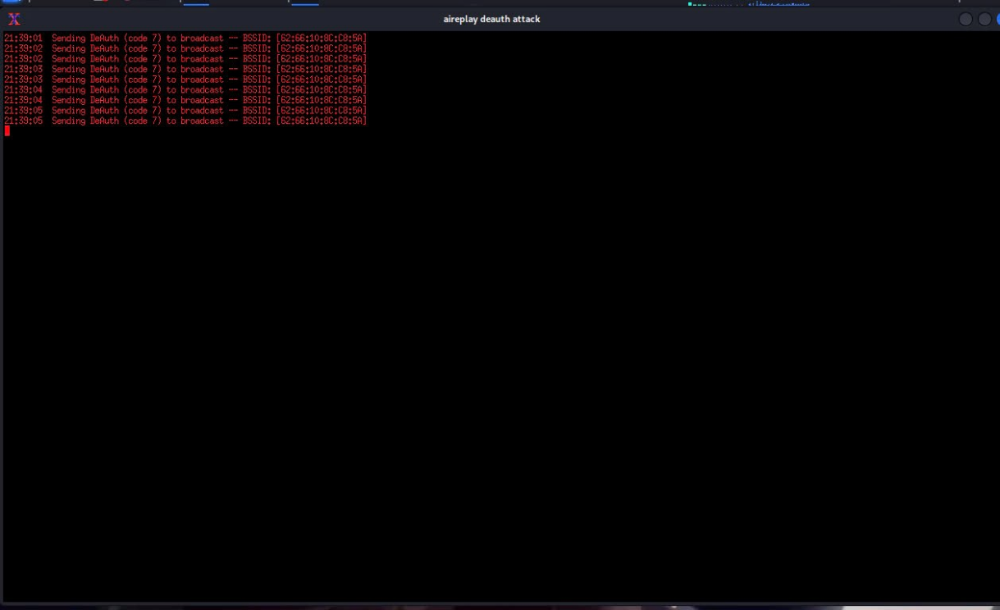 aireplay deauth attack
21:39:01 Sending DeAuth (code 7) to broadcast -- BSSID: [62:66:10:8C:C8:5A]
21:39:02 Sending DeAuth (code 7) to broadcast -- BSSID: [62:66:10:8C:C8:5A]
21:39:02 Sending DeAuth (code 7) to broadcast -- BSSID: [62:66:10:8C:C8:5A]
21:39:03 Sending DeAuth (code 7) to broadcast -- BSSID: [62:66:10:8C:C8:5A]
21:39:03 Sending DeAuth (code 7) to broadcast -- BSSID: [62:66:10:8C:C8:5A]
21:39:04 Sending DeAuth (code 7) to broadcast -- BSSID: [62:66:10:8C:C8:5A]
21:39:04 Sending DeAuth (code 7) to broadcast -- BSSID: [62:66:10:8C:C8:5A]
21:39:05 Sending DeAuth (code 7) to broadcast -- BSSID: [62:66:10:8C:C8:5A]
21:39:05 Sending DeAuth (code 7) to broadcast -- BSSID: [62:66:10:8C:C8:5A]